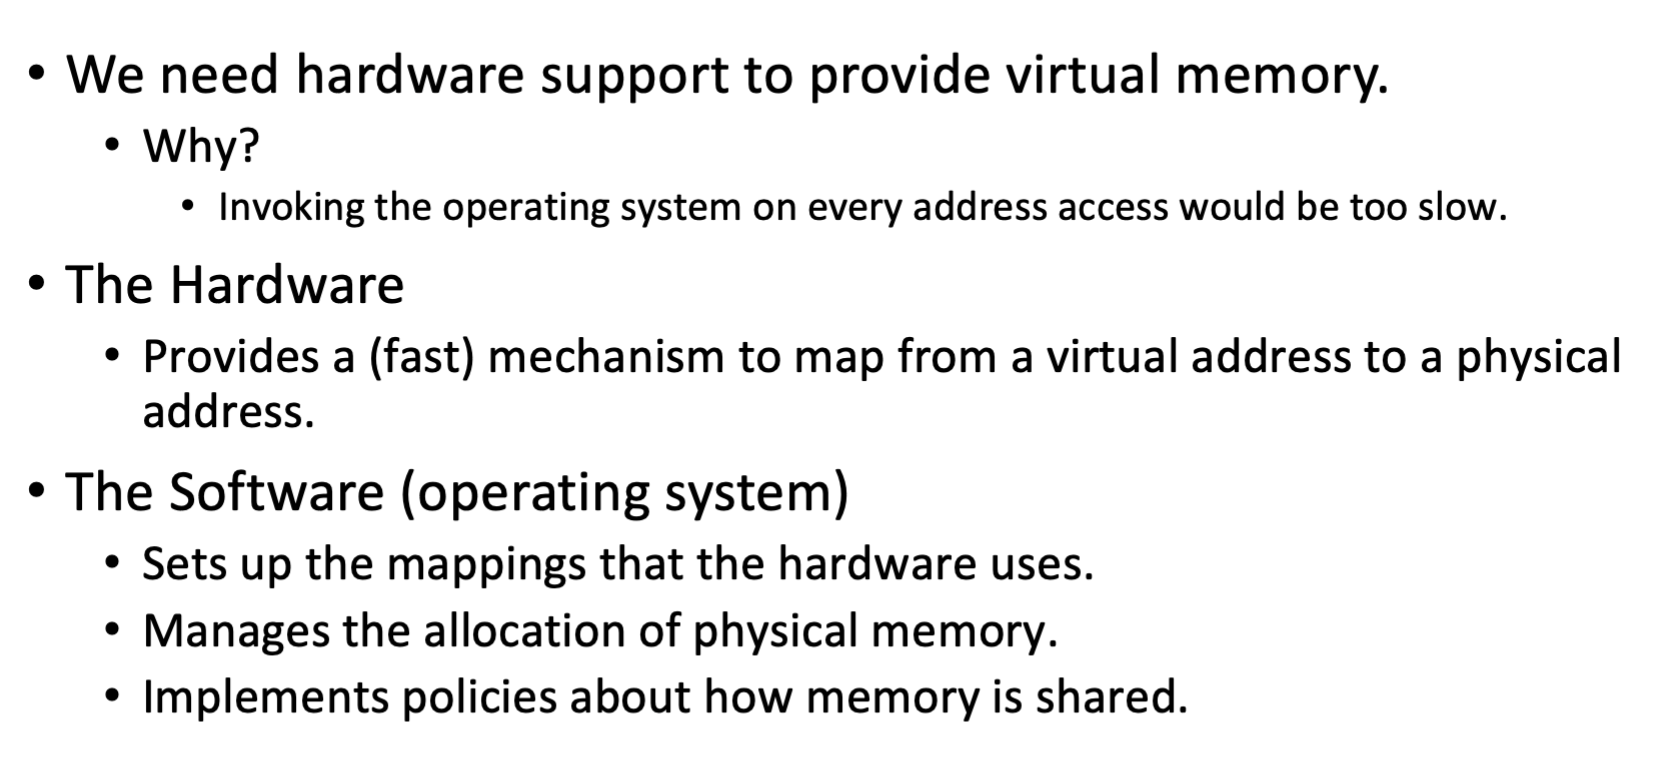 • We need hardware support to provide virtual memory.
• Why?
• Invoking the operating system on every address access would be too slow.
• The Hardware
• Provides a (fast) mechanism to map from a virtual address to a physical
address.
• The Software (operating system)
• Sets up the mappings that the hardware uses.
• Manages the allocation of physical memory.
• Implements policies about how memory is shared.